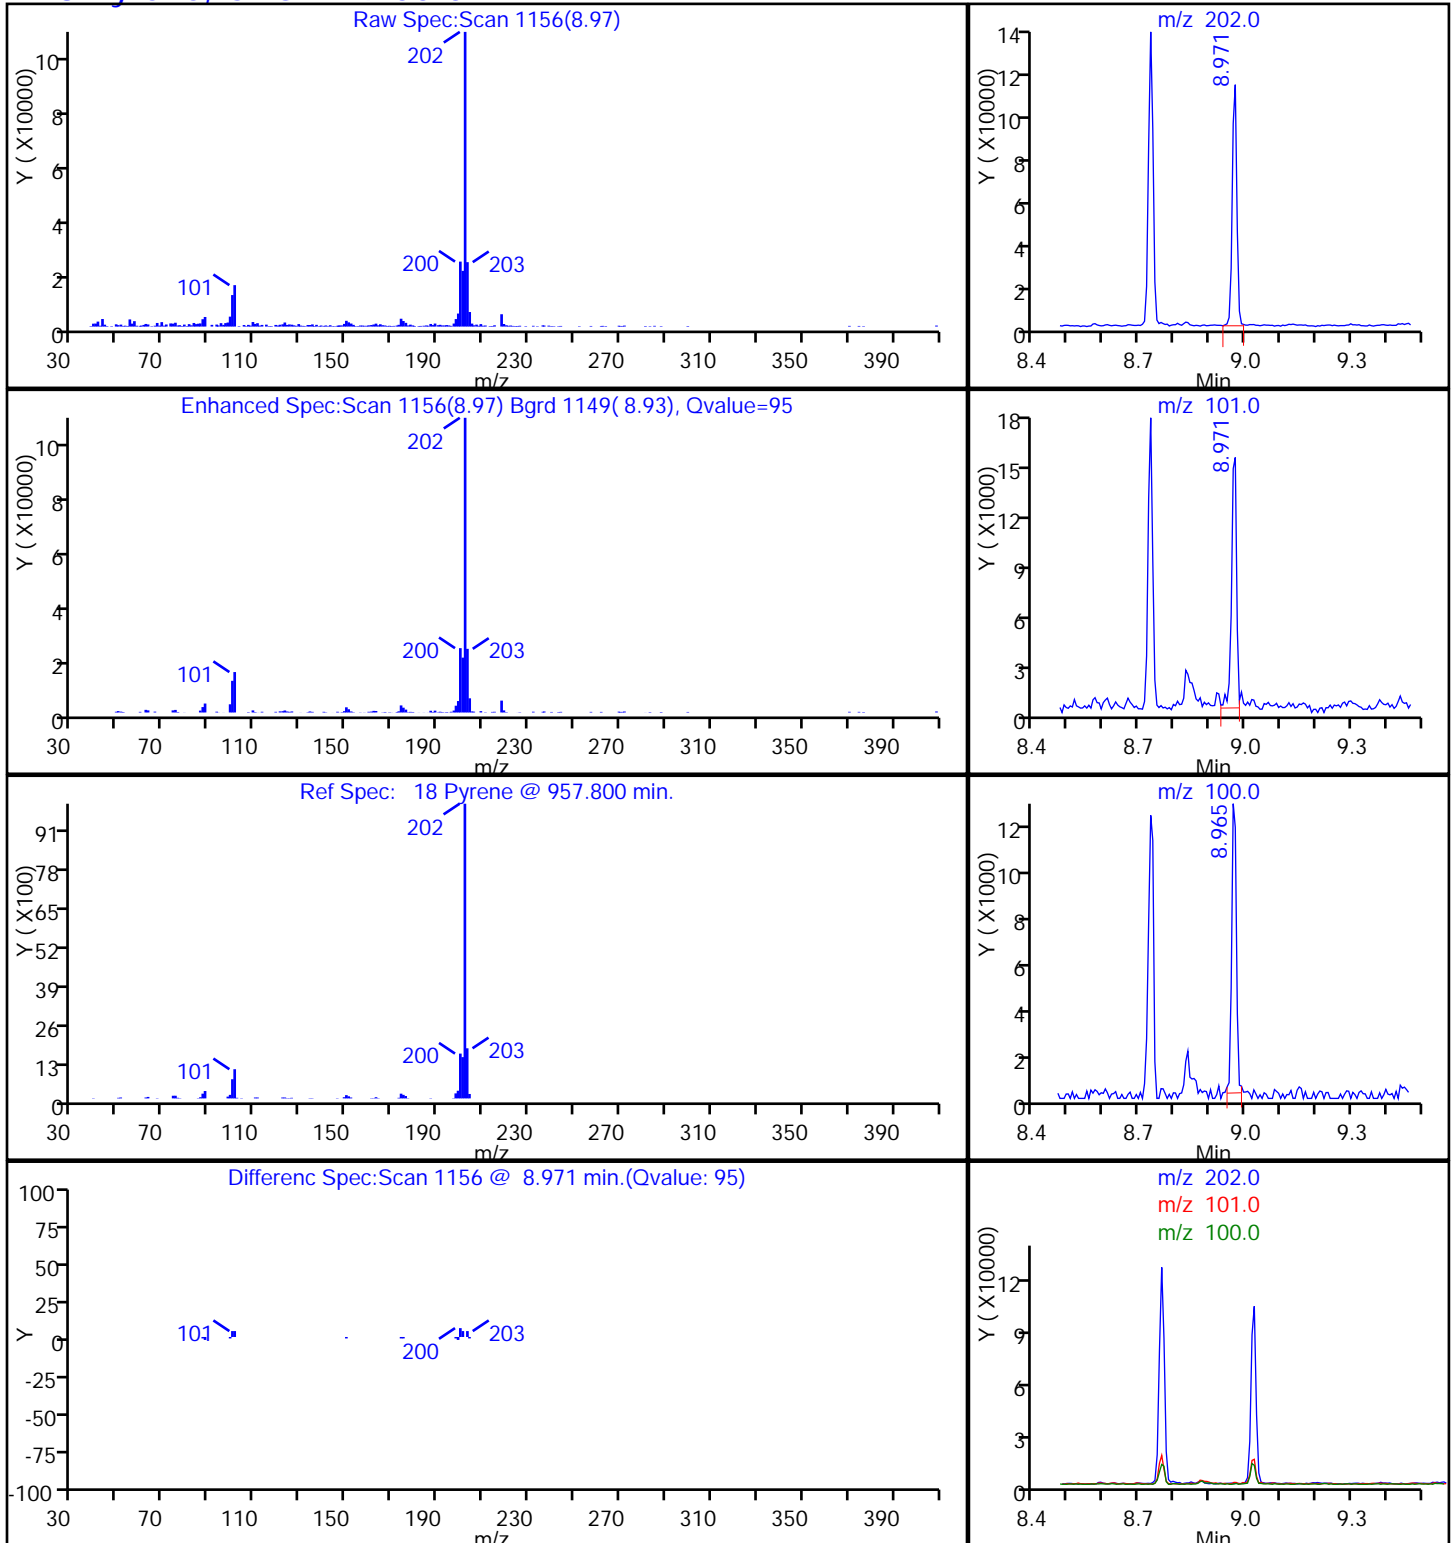 Raw Spec:Scan 1156(8.97)
Y ( X10000)
10
8
6
4
2
0
202
200
203
101
30 70 110 150 190 230 270 310 350 390
m/z
m/z 202.0
Y ( X10000)
14
12
10
8
6
4
2
0
8.971
8.4 8.7 9.0 9.3
Min
Enhanced Spec:Scan 1156(8.97) Bgrd 1149( 8.93), Qvalue=95
Y ( X10000)
10
8
6
4
2
0
202
200
203
101
30 70 110 150 190 230 270 310 350 390
m/z
m/z 101.0
Y ( X1000)
18
15
12
9
6
3
0
8.971
8.4 8.7 9.0 9.3
Min
Ref Spec: 18 Pyrene @ 957.800 min.
Y ( X100)
91
78
65
52
39
26
13
0
202
200
203
101
30 70 110 150 190 230 270 310 350 390
m/z
m/z 100.0
Y ( X1000)
12
10
8
6
4
2
0
8.965
8.4 8.7 9.0 9.3
Min
Differenc Spec:Scan 1156 @ 8.971 min.(Qvalue: 95)
Y
100
75
50
25
0
-25
-50
-75
-100
101
200
203
30 70 110 150 190 230 270 310 350 390
m/z
m/z 202.0
m/z 101.0
m/z 100.0
Y ( X10000)
12
9
6
3
0
8.4 8.7 9.0 9.3
Min